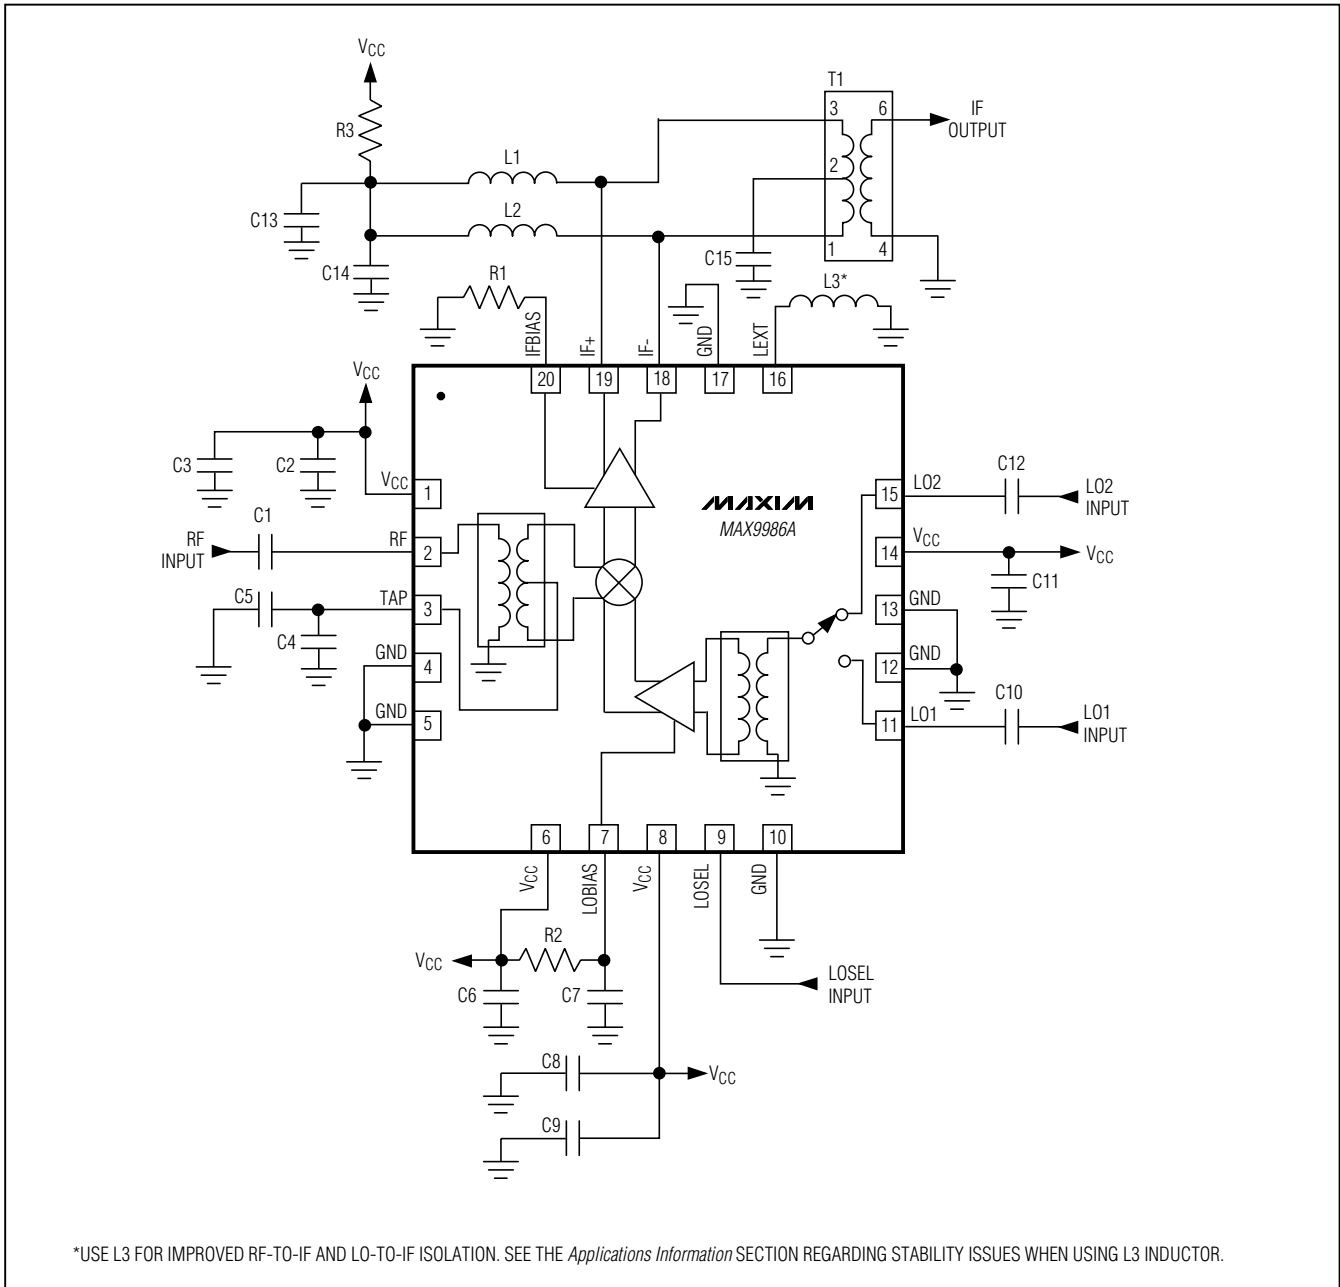 VCC
T1
R3
3
6
IF
OUTPUT
L1
2
C13
L2
C14
C15
1
4
R1
L3*
IFBIAS
IF+
IF-
GND
LEXT
VCC
20
19
18
17
16
C3
C2
VCC
1
C12
15
LO2
LO2
INPUT
MAXIM
MAX9986A
C1
RF
INPUT
RF
2
14
VCC
VCC
C11
C5
TAP
3
13
GND
C4
GND
4
12
GND
C10
GND
5
11
LO1
LO1
INPUT
6
7
8
9
10
VCC
LOBIAS
VCC
LOSEL
GND
R2
VCC
LOSEL
INPUT
C6
C7
C8
VCC
C9
*USE L3 FOR IMPROVED RF-TO-IF AND LO-TO-IF ISOLATION. SEE THE Applications Information SECTION REGARDING STABILITY ISSUES WHEN USING L3 INDUCTOR.